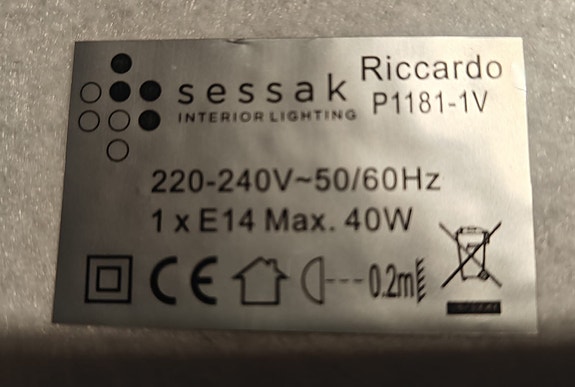 sessak
INTERIOR LIGHTING
Riccardo
P1181-1V
220-240V~50/60Hz
1 x E14 Max. 40W
CE
0.2m